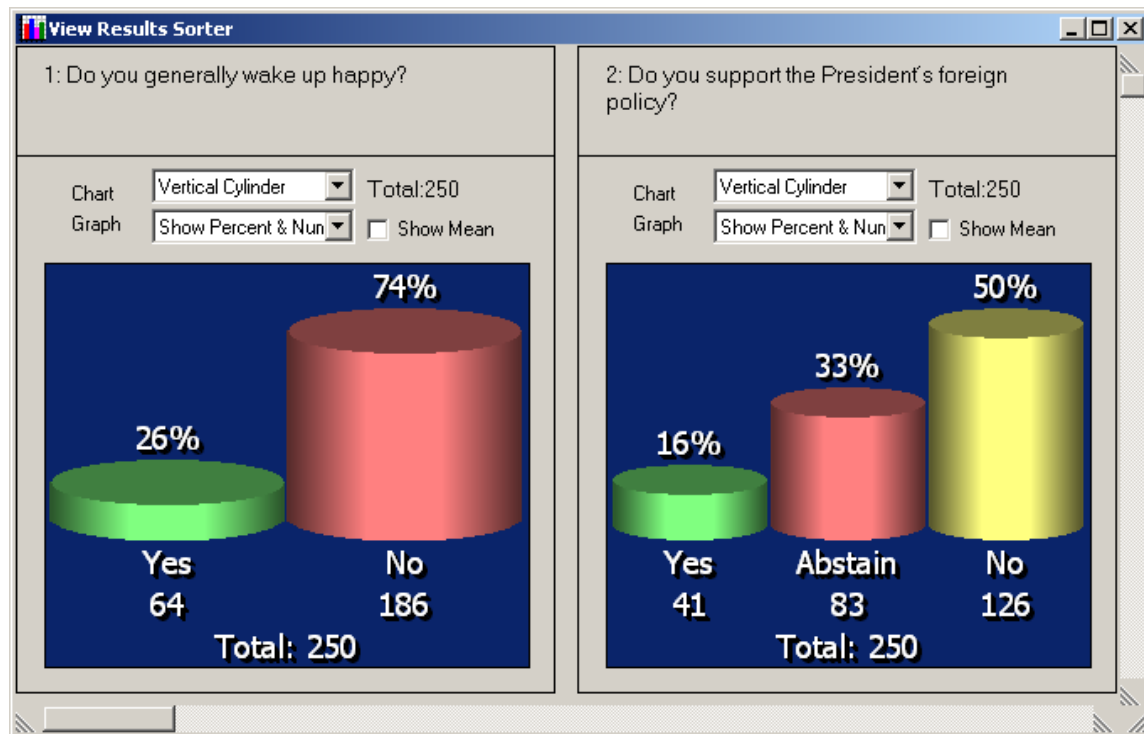 View Results Sorter
1: Do you generally wake up happy?
Chart
Vertical Cylinder
Total:250
Graph
Show Percent & Nun
Show Mean
74%
26%
Yes
No
64
186
Total: 250
2: Do you support the President's foreign
policy?
Chart
Vertical Cylinder
Total:250
Graph
Show Percent & Nun
Show Mean
50%
33%
16%
Yes
Abstain
No
41
83
126
Total: 250